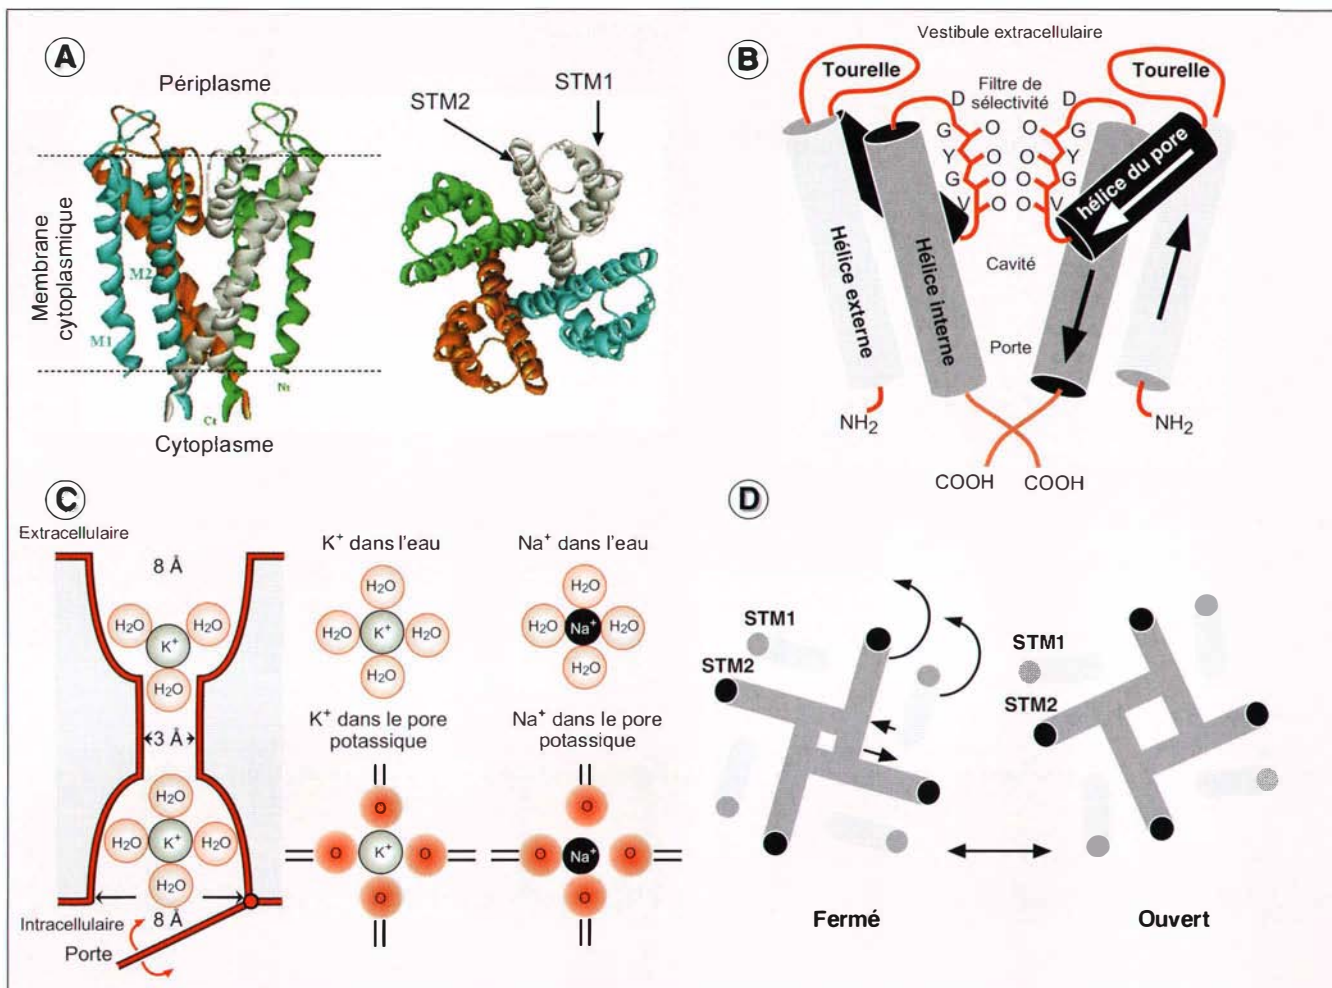 A
Périplasme
STM2
STM1
Membrane
cytoplasmique
M2
M1
Nt
Ct
Cytoplasme
B
Vestibule extracellulaire
Tourelle
Filtre de
sélectivité
Tourelle
D
D
G
O
O
G
Y
O
O
Y
G
O
O
G
V
O
O
V
hélice du pore
Hélice externe
Hélice interne
Cavité
Porte
NH2
NH2
COOH
COOH
C
Extracellulaire
8 Å
H2O
H2O
K+
H2O
3 Å
H2O
H2O
K+
H2O
H2O
8 Å
Intracellulaire
Porte
K+ dans l'eau
H2O
H2O
K+
H2O
H2O
K+ dans le pore
potassique
O
O
K+
O
O
Na+ dans l'eau
H2O
H2O
Na+
H2O
H2O
Na+ dans le pore
potassique
O
O
Na+
O
O
D
STM1
STM2
STM1
STM2
Fermé
Ouvert